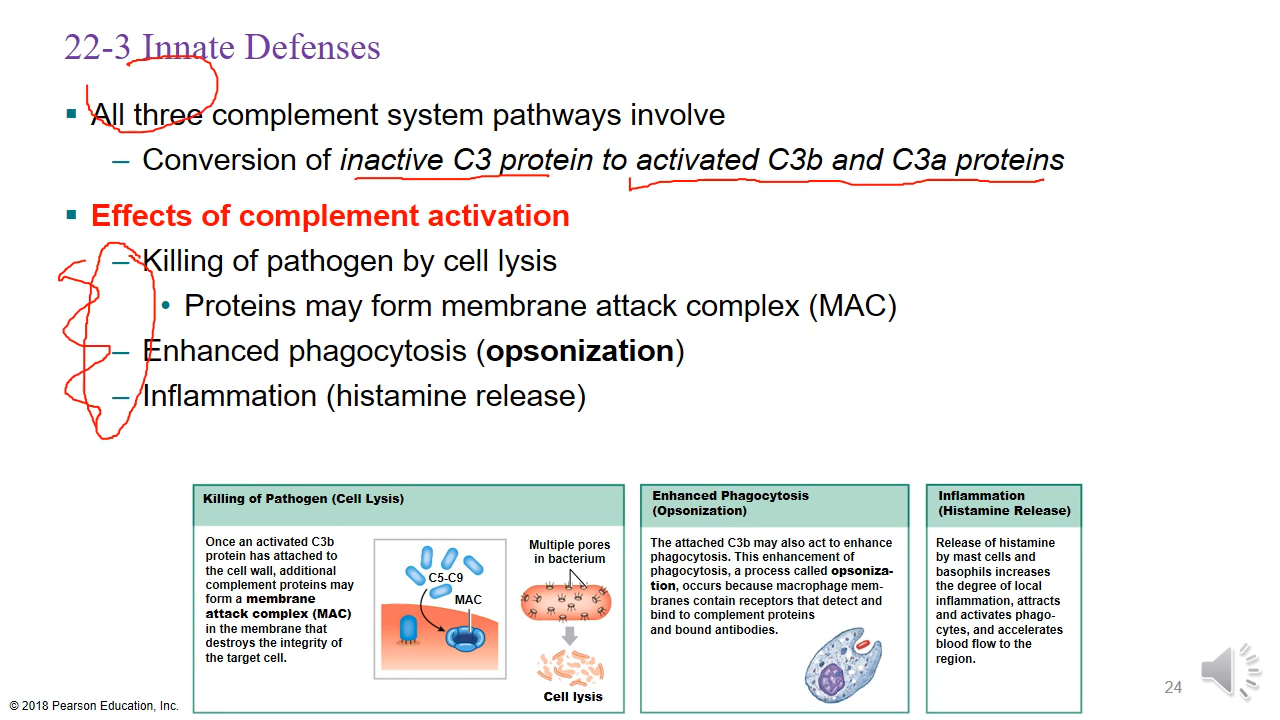 22-3 Innate Defenses
▪ All three complement system pathways involve
– Conversion of inactive C3 protein to activated C3b and C3a proteins
▪ Effects of complement activation
– Killing of pathogen by cell lysis
• Proteins may form membrane attack complex (MAC)
– Enhanced phagocytosis (opsonization)
– Inflammation (histamine release)
Killing of Pathogen (Cell Lysis)
Once an activated C3b
protein has attached to
the cell wall, additional
complement proteins may
form a membrane
attack complex (MAC)
in the membrane that
destroys the integrity of
the target cell.
C5-C9
MAC
Multiple pores
in bacterium
Cell lysis
Enhanced Phagocytosis
(Opsonization)
The attached C3b may also act to enhance
phagocytosis. This enhancement of
phagocytosis, a process called opsoniza-
tion, occurs because macrophage mem-
branes contain receptors that detect and
bind to complement proteins
and bound antibodies.
Inflammation
(Histamine Release)
Release of histamine
by mast cells and
basophils increases
the degree of local
inflammation, attracts
and activates phago-
cytes, and accelerates
blood flow to the
region.
24
© 2018 Pearson Education, Inc.